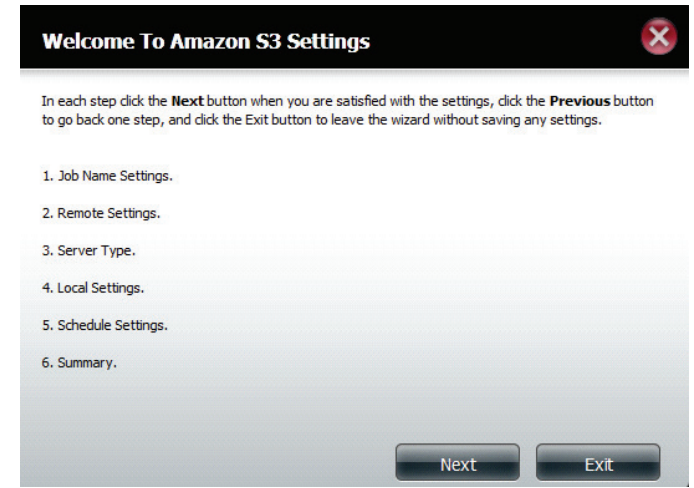 Welcome To Amazon S3 Settings
In each step click the Next button when you are satisfied with the settings, click the Previous button
to go back one step, and click the Exit button to leave the wizard without saving any settings.
1. Job Name Settings.
2. Remote Settings.
3. Server Type.
4. Local Settings.
5. Schedule Settings.
6. Summary.
Next Exit